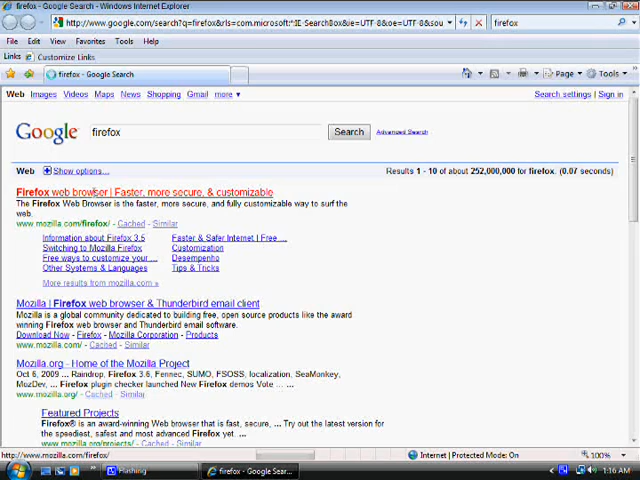 firefox - Google Search - Windows Internet Explorer
http://www.google.com/search?q=firefox&rls=com.microsoft:*:IE-SearchBox&ie=UTF-8&oe=UTF-8&sou
firefox
File Edit View Favorites Tools Help
Links Customize Links
firefox - Google Search
Page Tools
Web Images Videos Maps News Shopping Gmail more
Search settings | Sign in
Google firefox Search Advanced Search
Web Show options... Results 1 - 10 of about 252,000,000 for firefox. (0.07 seconds)
Firefox web browser | Faster, more secure, & customizable
The Firefox Web Browser is the faster, more secure, and fully customizable way to surf the
web.
www.mozilla.com/firefox/ - Cached - Similar
Information about Firefox 3.5 Faster & Safer Internet | Free ...
Switching to Mozilla Firefox Customization
Free ways to customize your ... Desempenho
Other Systems & Languages Tips & Tricks
More results from mozilla.com »
Mozilla | Firefox web browser & Thunderbird email client
Mozilla is a global community dedicated to building free, open source products like the award
winning Firefox web browser and Thunderbird email software.
Download Now - Firefox - Mozilla Corporation - Products
www.mozilla.com/ - Cached - Similar
Mozilla.org - Home of the Mozilla Project
Oct 6, 2009 ... Raindrop, Firefox 3.6, Fennec, SUMO, FSOSS, localization, SeaMonkey,
MozDev, ... Firefox plugin checker launched New Firefox demos Vote ... ...
www.mozilla.org/ - Cached - Similar
Featured Projects
Firefox® is an award-winning Web browser that is fast, secure, ... Try out the latest version for
the speediest, safest and most advanced Firefox yet. ...
www.mozilla.org/projects/ - Cached - Similar
http://www.mozilla.com/firefox/ Internet | Protected Mode: On 100%
firefox - Google Sear... 1:16 AM